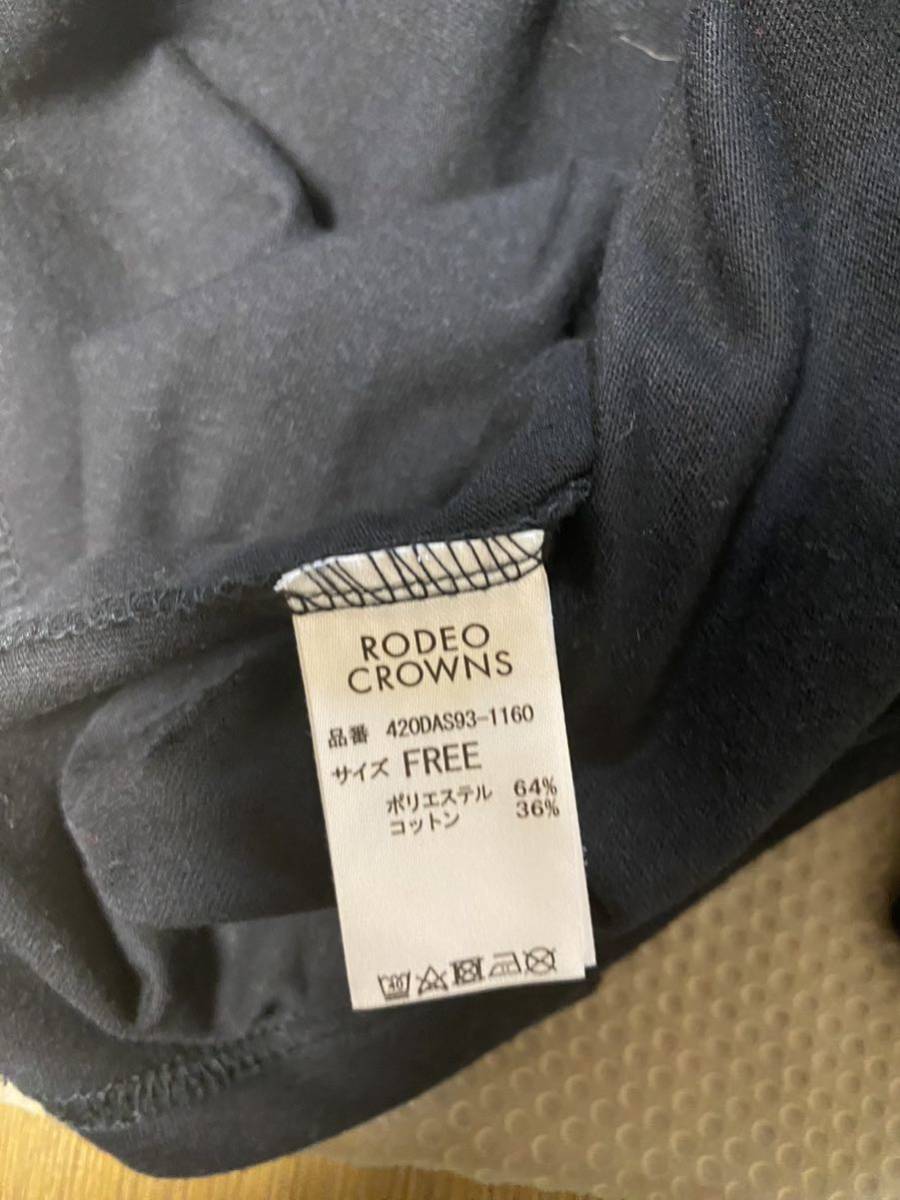 RODEO
CROWNS
品番 420DAS93-1160
サイズ FREE
ポリエステル 64%
コットン 36%
40